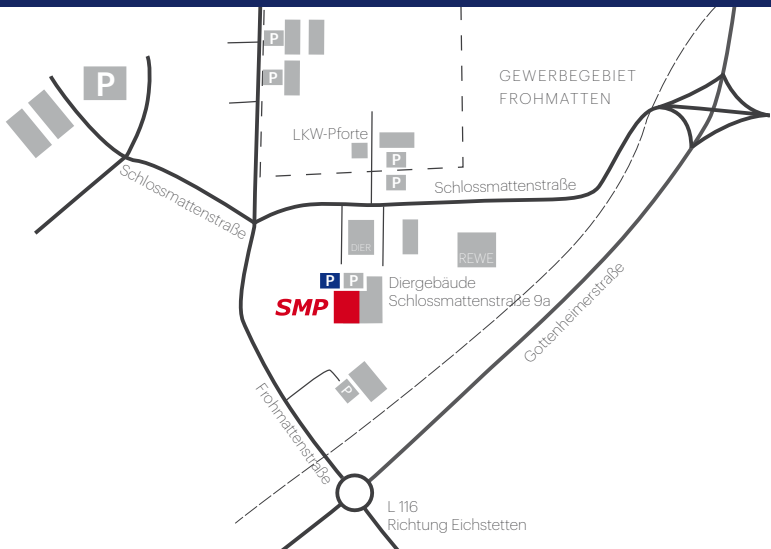 P
P
P
GEWERBEGEBIET
FROHMATTEN
LKW-Pforte
P
P
Schlossmattenstraße
Schlossmattenstraße
DIER
REWE
P
P
Diergebäude
Schlossmattenstraße 9a
SMP
Gottenheimerstraße
P
Frohmattenstraße
L 116
Richtung Eichstetten